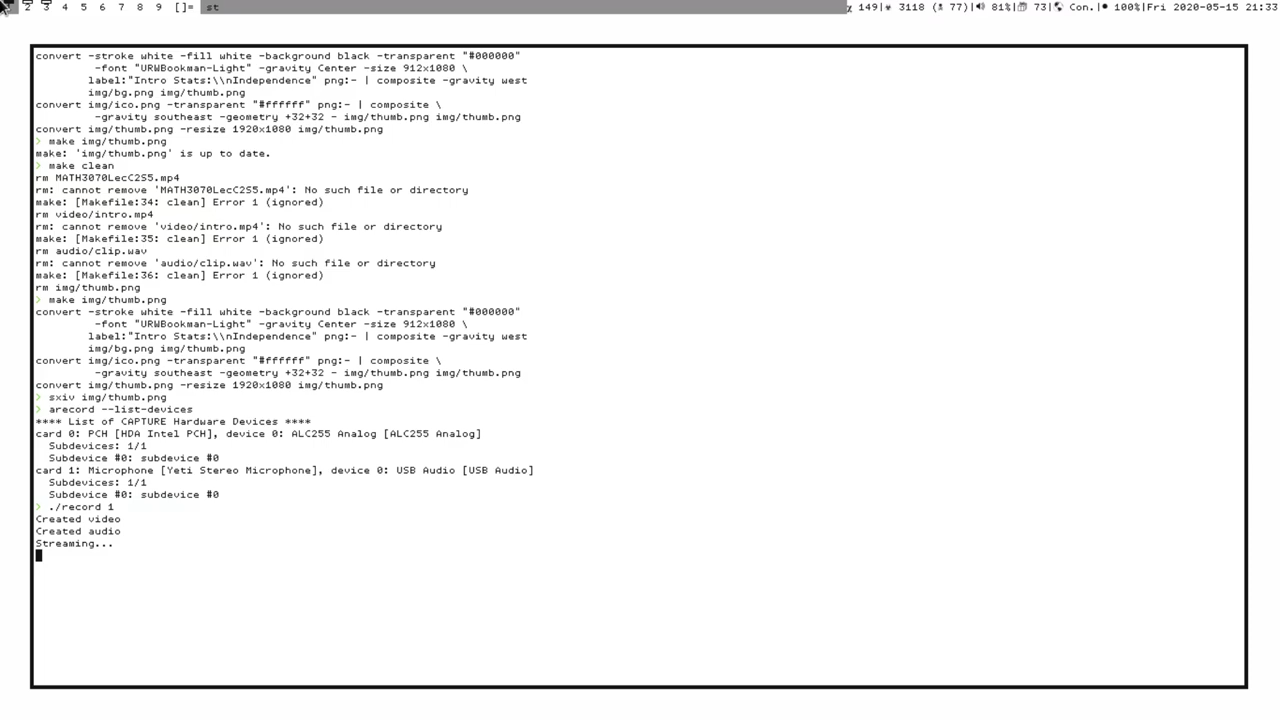 2 3 4 5 6 7 8 9 []= st 149| 3118 ( 77)| 81%| 73| Con.| 100%|Fri 2020-05-15 21:33
convert -stroke white -fill white -background black -transparent "#000000"
-font "URWBookman-Light" -gravity Center -size 912x1080 \
label:"Intro Stats:\\nIndependence" png:- | composite -gravity west
img/bg.png img/thumb.png
convert img/ico.png -transparent "#ffffff" png:- | composite \
-gravity southeast -geometry +32+32 - img/thumb.png img/thumb.png
convert img/thumb.png -resize 1920x1080 img/thumb.png
> make img/thumb.png
make: 'img/thumb.png' is up to date.
> make clean
rm MATH3070LecC2S5.mp4
rm: cannot remove 'MATH3070LecC2S5.mp4': No such file or directory
make: [Makefile:34: clean] Error 1 (ignored)
rm video/intro.mp4
rm: cannot remove 'video/intro.mp4': No such file or directory
make: [Makefile:35: clean] Error 1 (ignored)
rm audio/clip.wav
rm: cannot remove 'audio/clip.wav': No such file or directory
make: [Makefile:36: clean] Error 1 (ignored)
rm img/thumb.png
> make img/thumb.png
convert -stroke white -fill white -background black -transparent "#000000"
-font "URWBookman-Light" -gravity Center -size 912x1080 \
label:"Intro Stats:\\nIndependence" png:- | composite -gravity west
img/bg.png img/thumb.png
convert img/ico.png -transparent "#ffffff" png:- | composite \
-gravity southeast -geometry +32+32 - img/thumb.png img/thumb.png
convert img/thumb.png -resize 1920x1080 img/thumb.png
> sxiv img/thumb.png
> arecord --list-devices
**** List of CAPTURE Hardware Devices ****
card 0: PCH [HDA Intel PCH], device 0: ALC255 Analog [ALC255 Analog]
Subdevices: 1/1
Subdevice #0: subdevice #0
card 1: Microphone [Yeti Stereo Microphone], device 0: USB Audio [USB Audio]
Subdevices: 1/1
Subdevice #0: subdevice #0
> ./record 1
Created video
Created audio
Streaming...